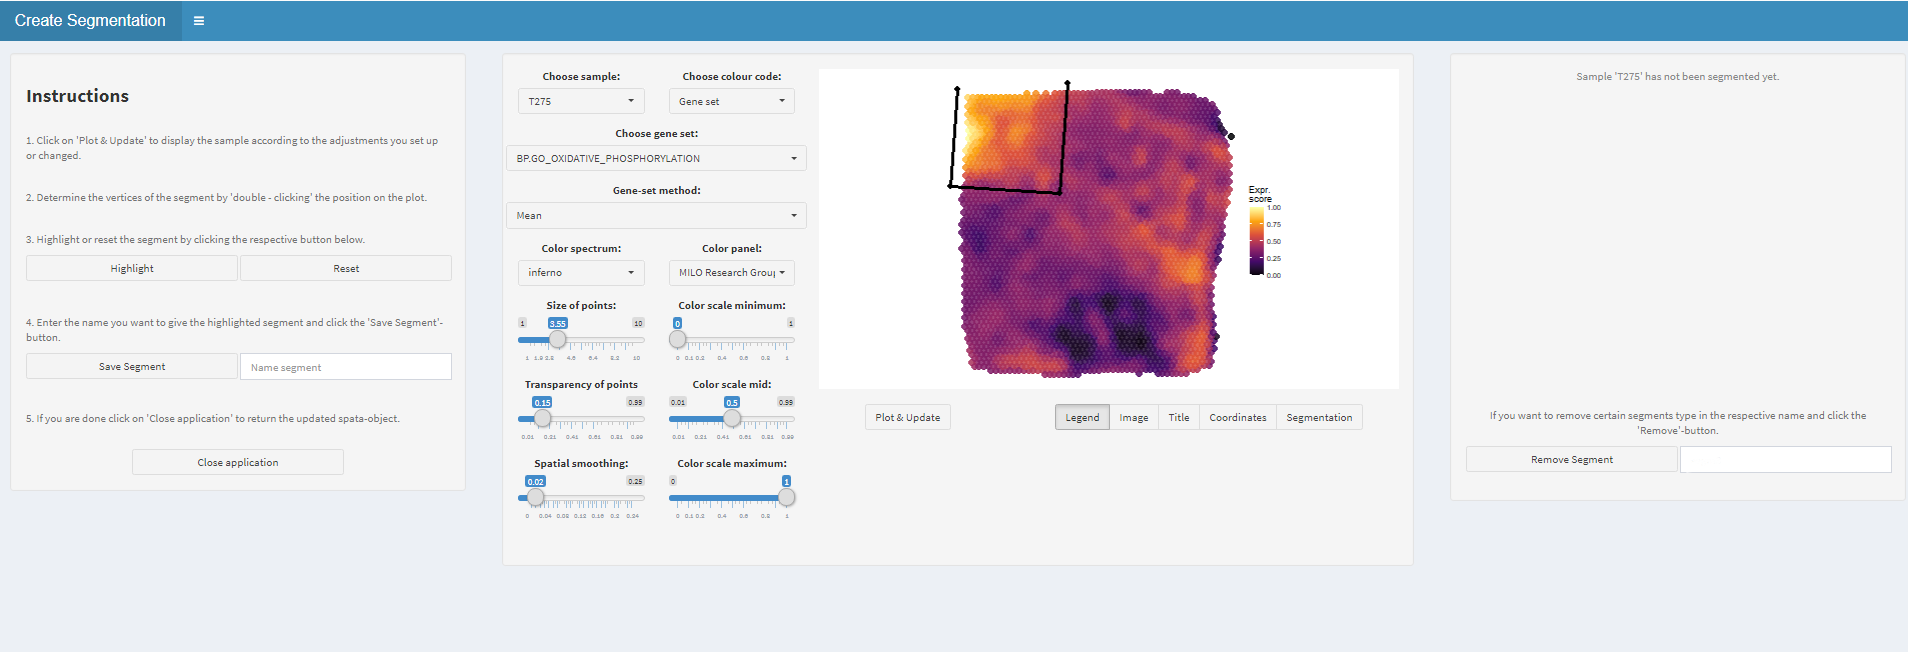 Create Segmentation
Instructions
1. Click on 'Plot & Update' to display the sample according to the adjustments you set up
or changed.
2. Determine the vertices of the segment by 'double - clicking' the position on the plot.
3. Highlight or reset the segment by clicking the respective button below.
Highlight
Reset
4. Enter the name you want to give the highlighted segment and click the 'Save Segment'-
button.
Save Segment
Name segment
5. If you are done click on 'Close application' to return the updated spata-object.
Close application
Choose sample:
T275
Choose colour code:
Gene set
Choose gene set:
BP.GO_OXIDATIVE_PHOSPHORYLATION
Gene-set method:
Mean
Color spectrum:
inferno
Color panel:
MILO Research Grou
Size of points:
1 3.55 10
1 1.9 2.8 4.6 6.4 8.2 10
Color scale minimum:
0 1
0 0.1 0.2 0.4 0.6 0.8 1
Transparency of points
0.15 0.99
0.01 0.21 0.41 0.61 0.81 0.99
Color scale mid:
0.01 0.5 0.99
0.01 0.21 0.41 0.61 0.81 0.99
Spatial smoothing:
0.02 0.25
0 0.04 0.08 0.12 0.16 0.2 0.24
Color scale maximum:
0 1
0 0.1 0.2 0.4 0.6 0.8 1
Expr.
score
1.00
0.75
0.50
0.25
0.00
Plot & Update
Legend
Image
Title
Coordinates
Segmentation
Sample 'T275' has not been segmented yet.
If you want to remove certain segments type in the respective name and click the
'Remove'-button.
Remove Segment